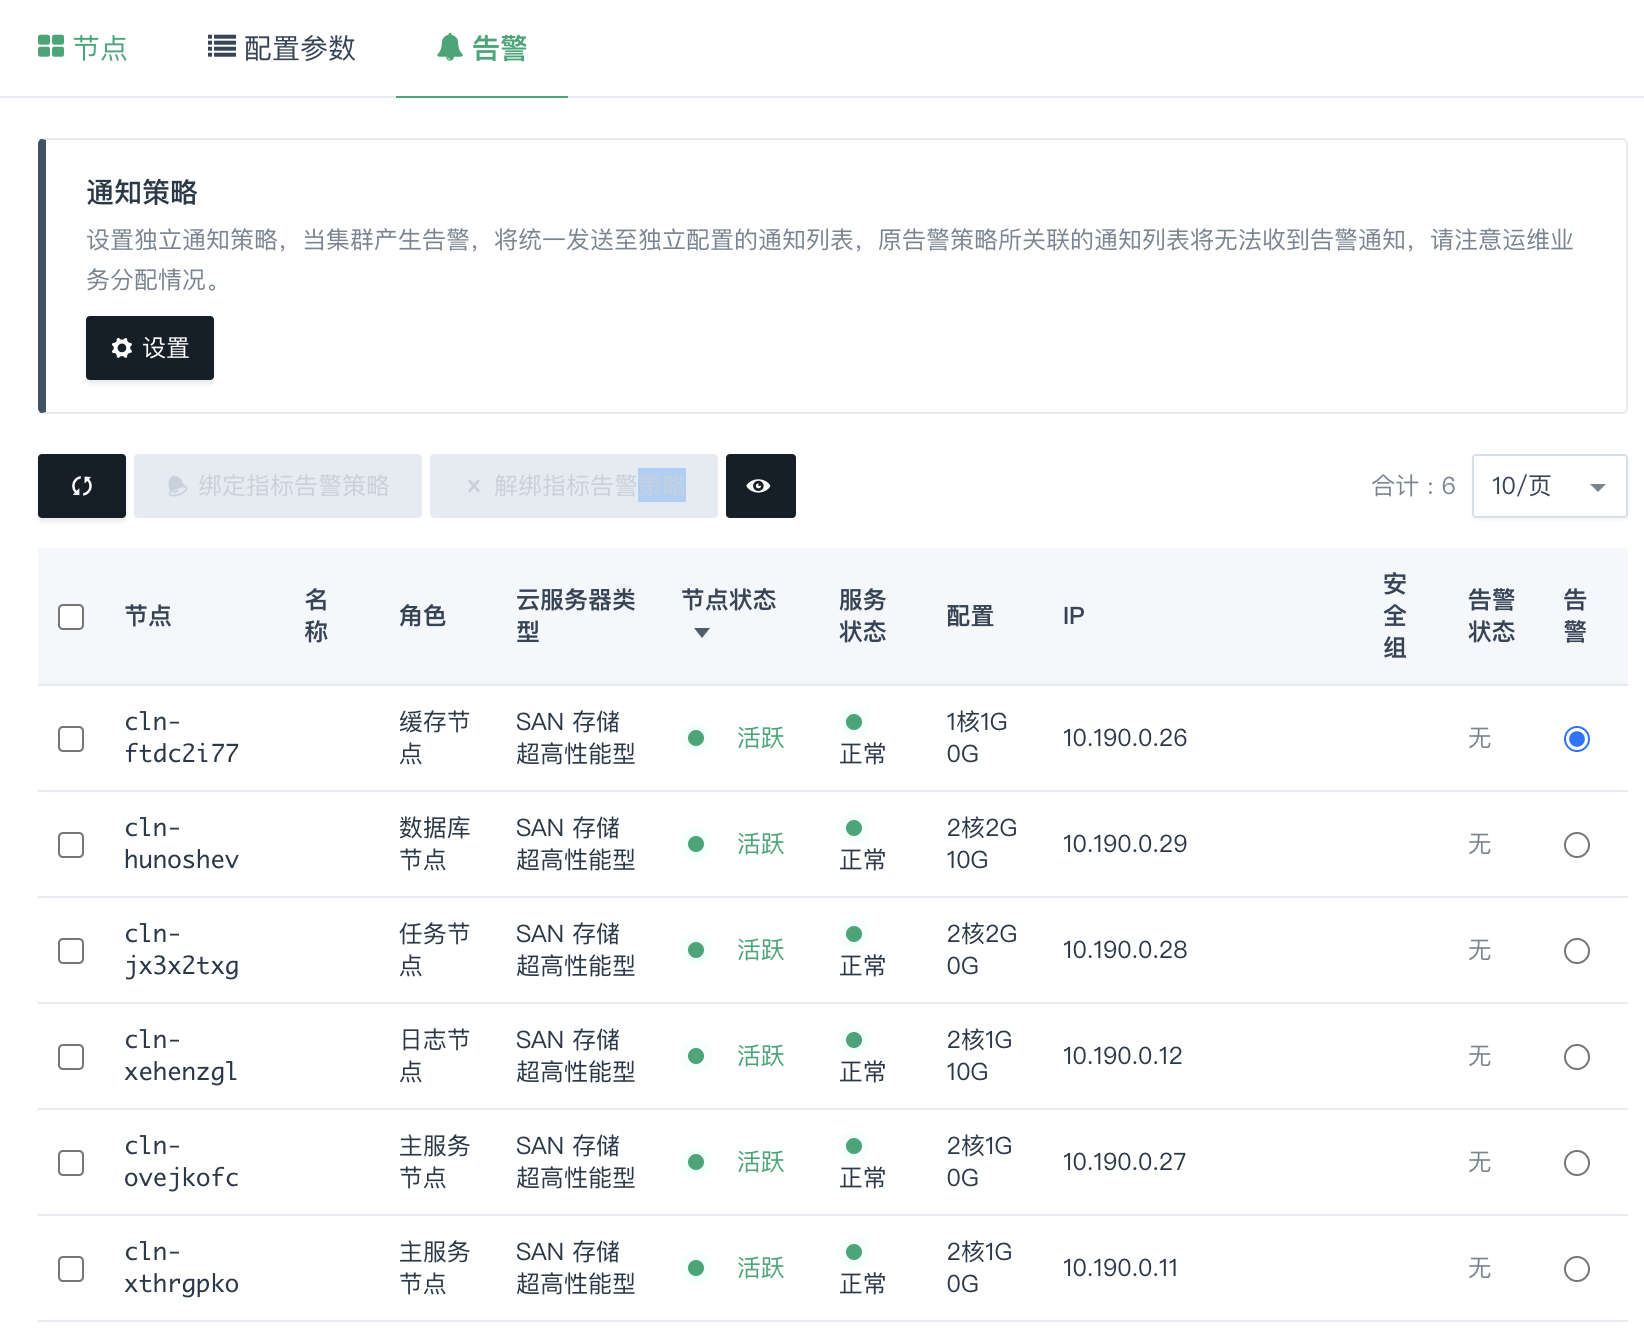 节点 配置参数 告警
通知策略
设置独立通知策略，当集群产生告警，将统一发送至独立配置的通知列表，原告警策略所关联的通知列表将无法收到告警通知，请注意运维业
务分配情况。
设置
绑定指标告警策略 × 解绑指标告警策略 合计：6 10/页
节点 名称 角色 云服务器类型 节点状态 服务状态 配置 IP 安全组 告警状态 告警
cln-ftdc2i77 缓存节点 SAN 存储 超高性能型 活跃 正常 1核1G 0G 10.190.0.26 无
cln-hunoshev 数据库节点 SAN 存储 超高性能型 活跃 正常 2核2G 10G 10.190.0.29 无
cln-jx3x2txg 任务节点 SAN 存储 超高性能型 活跃 正常 2核2G 0G 10.190.0.28 无
cln-xehenzgl 日志节点 SAN 存储 超高性能型 活跃 正常 2核1G 10G 10.190.0.12 无
cln-ovejkofc 主服务节点 SAN 存储 超高性能型 活跃 正常 2核1G 0G 10.190.0.27 无
cln-xthrgpko 主服务节点 SAN 存储 超高性能型 活跃 正常 2核1G 0G 10.190.0.11 无